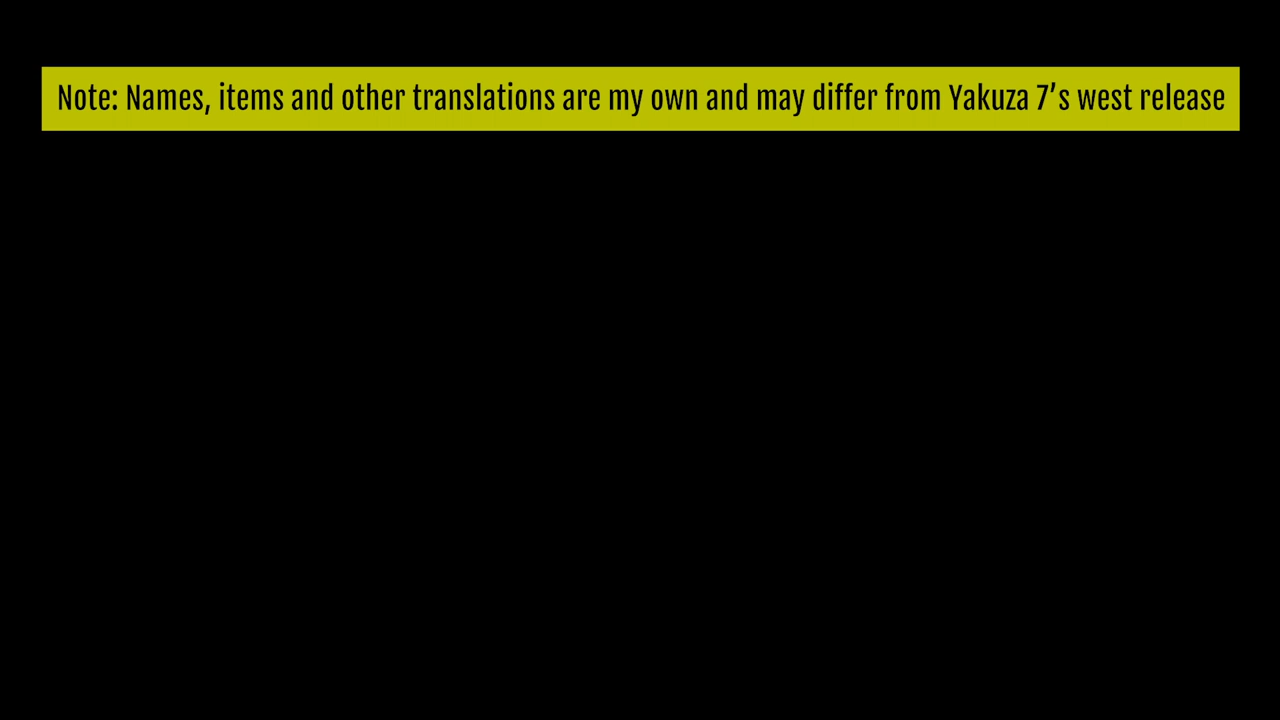 Note: Names, items and other translations are my own and may differ from Yakuza 7’s west release